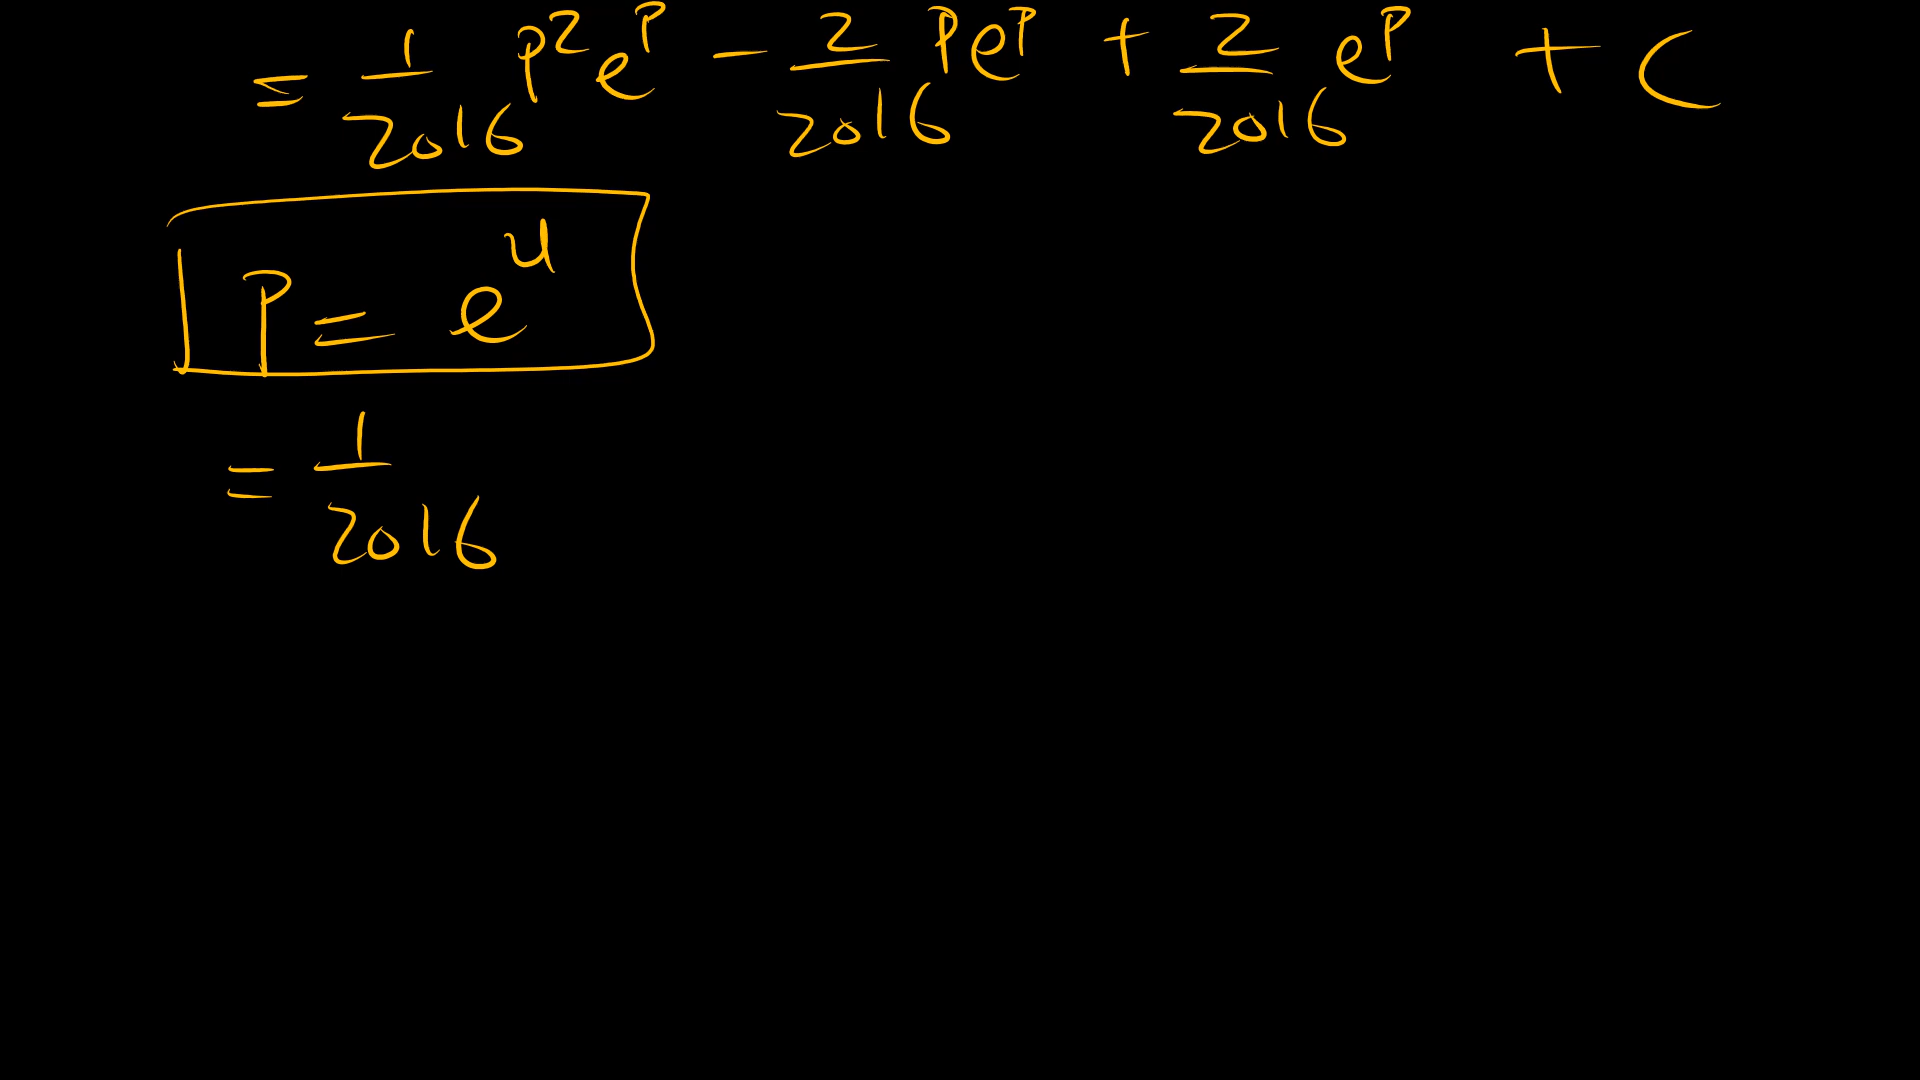 = 1/2016 p²e^p - 2/2016 pe^p + 2/2016 e^p + C
P = e^u
= 1/2016